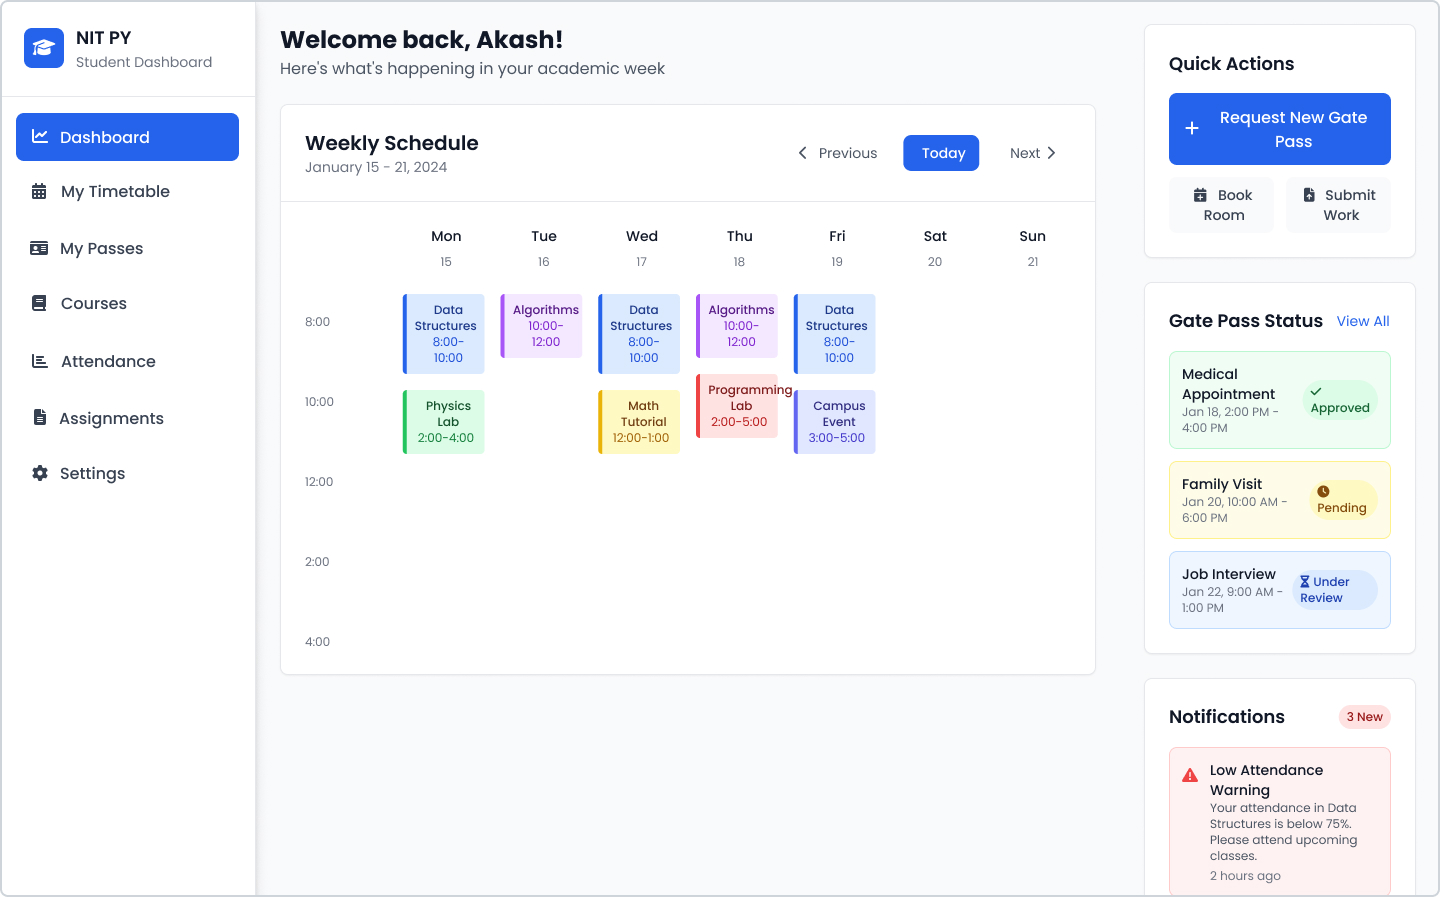 NIT PY
Student Dashboard
Dashboard
My Timetable
My Passes
Courses
Attendance
Assignments
Settings
Welcome back, Akash!
Here's what's happening in your academic week
Weekly Schedule
January 15 - 21, 2024
Previous
Today
Next
Mon Tue Wed Thu Fri Sat Sun
15 16 17 18 19 20 21
8:00
10:00
12:00
2:00
4:00
Data
Structures
8:00-
10:00
Physics
Lab
2:00-4:00
Algorithms
10:00-
12:00
Data
Structures
8:00-
10:00
Math
Tutorial
12:00-1:00
Algorithms
10:00-
12:00
Programming
Lab
2:00-5:00
Data
Structures
8:00-
10:00
Campus
Event
3:00-5:00
Quick Actions
Request New Gate
Pass
Book
Room
Submit
Work
Gate Pass Status
View All
Medical
Appointment
Jan 18, 2:00 PM -
4:00 PM
Approved
Family Visit
Jan 20, 10:00 AM -
6:00 PM
Pending
Job Interview
Jan 22, 9:00 AM -
1:00 PM
Under
Review
Notifications
3 New
Low Attendance
Warning
Your attendance in Data
Structures is below 75%.
Please attend upcoming
classes.
2 hours ago